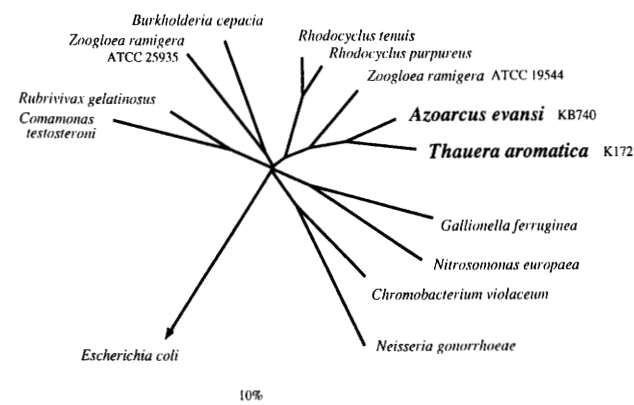 Burkholderia cepacia
Zoogloea ramigera
ATCC 25935
Rhodocyclus tenuis
Rhodocyclus purpureus
Zoogloea ramigera ATCC 19544
Rubrivivax gelatinosus
Comamonas
testosteroni
Azoarcus evansi KB740
Thauera aromatica K172
Gallionella ferruginea
Nitrosomonas europaea
Chromobacterium violaceum
Neisseria gonorrhoeae
Escherichia coli
10%